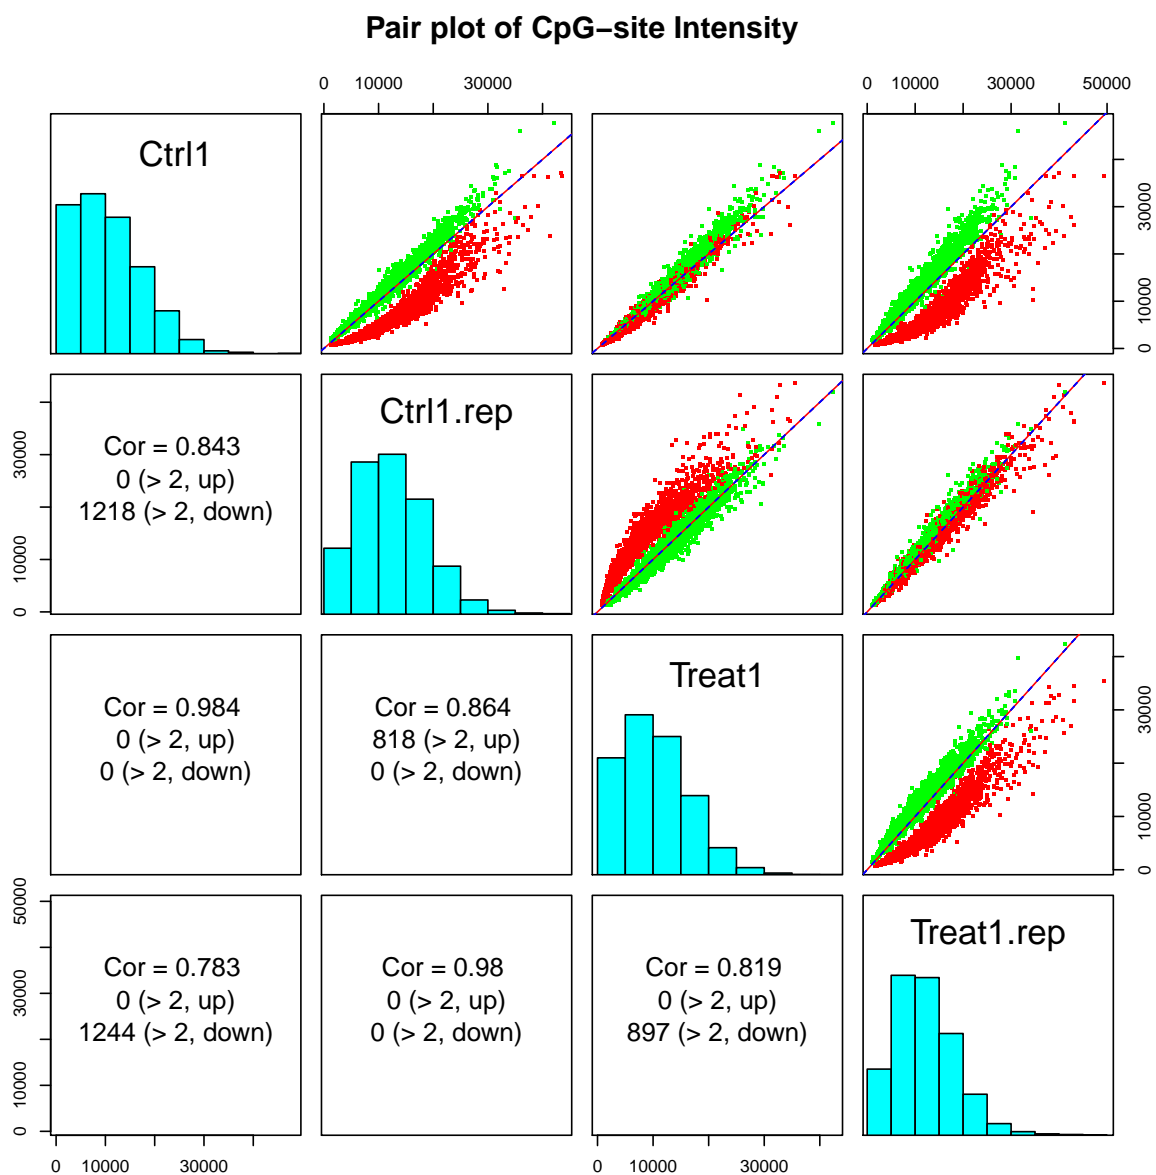 Pair plot of CpG−site Intensity
0 10000 30000
0 10000 30000 50000
Ctrl1
0 10000 30000
0 10000 30000
Cor = 0.843
0 (> 2, up)
1218 (> 2, down)
Ctrl1.rep
Cor = 0.984
0 (> 2, up)
0 (> 2, down)
Cor = 0.864
818 (> 2, up)
0 (> 2, down)
Treat1
0 10000 30000
0 10000 30000 50000
Cor = 0.783
0 (> 2, up)
1244 (> 2, down)
Cor = 0.98
0 (> 2, up)
0 (> 2, down)
Cor = 0.819
0 (> 2, up)
897 (> 2, down)
Treat1.rep
0 10000 30000
0 10000 30000